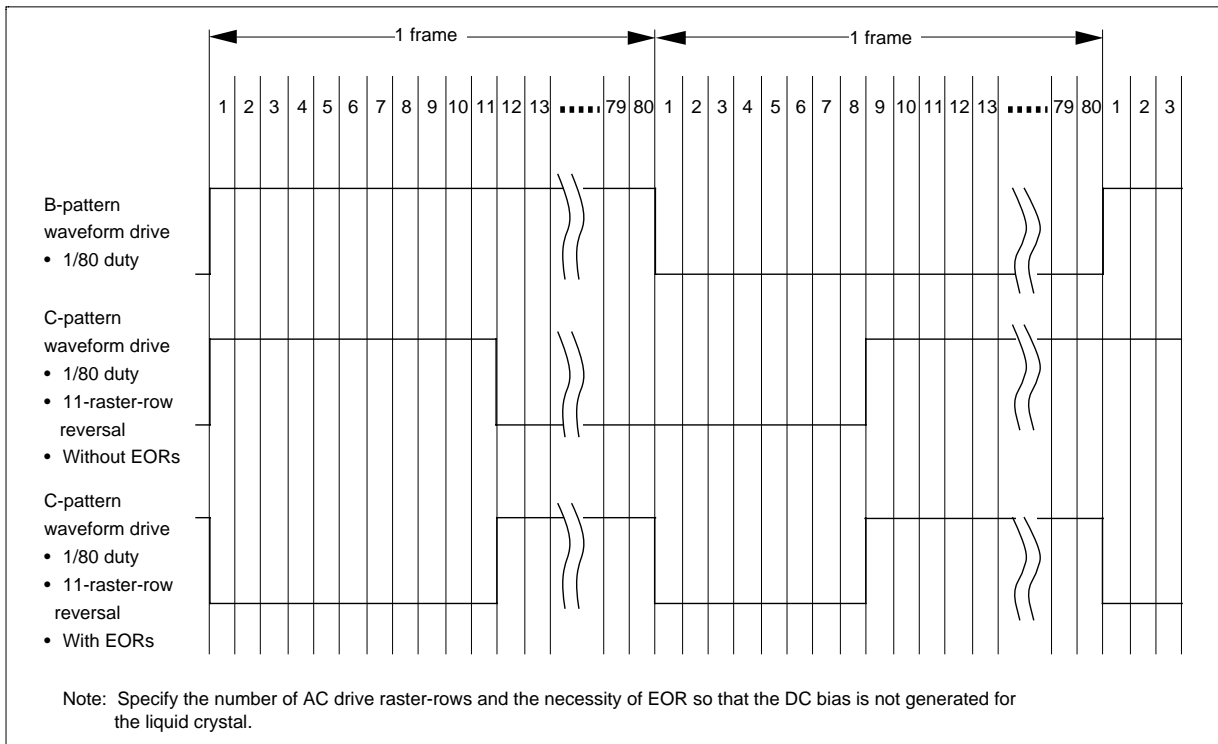 1 frame 1 frame
1 2 3 4 5 6 7 8 9 10 11 12 13 ▪▪▪▪▪ 79 80 1 2 3 4 5 6 7 8 9 10 11 12 13 ▪▪▪▪▪ 79 80 1 2 3
B-pattern
waveform drive
• 1/80 duty
C-pattern
waveform drive
• 1/80 duty
• 11-raster-row
reversal
• Without EORs
C-pattern
waveform drive
• 1/80 duty
• 11-raster-row
reversal
• With EORs
Note: Specify the number of AC drive raster-rows and the necessity of EOR so that the DC bias is not generated for
the liquid crystal.